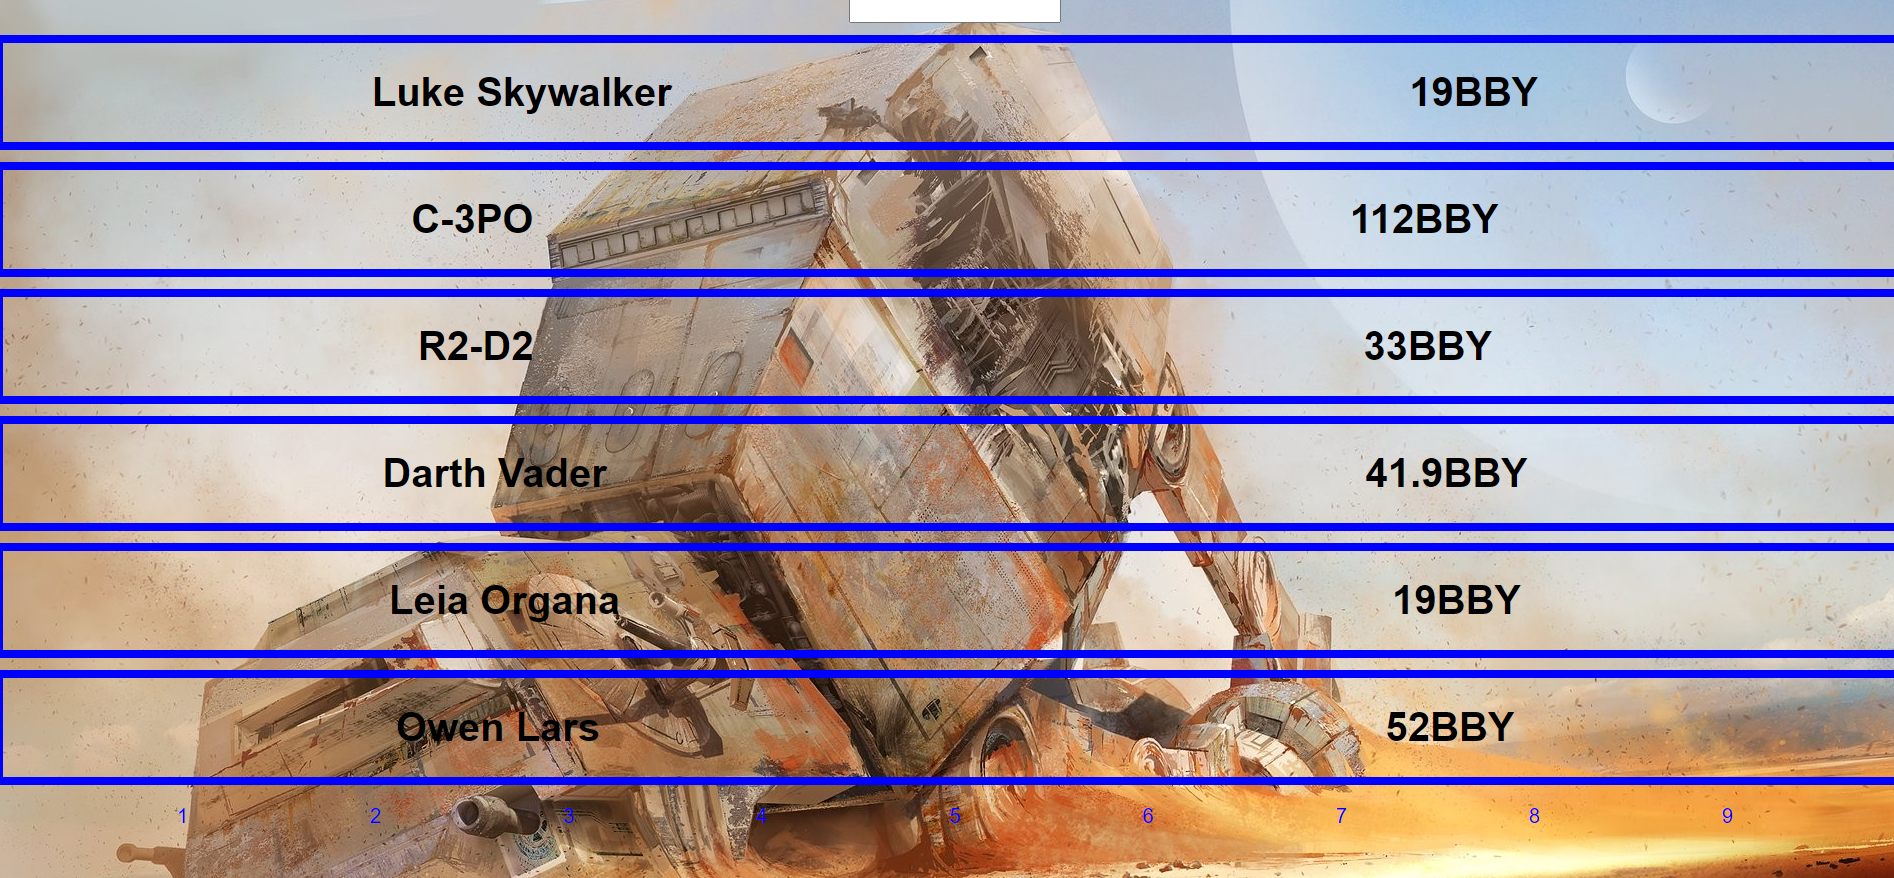 Luke Skywalker 19BBY
C-3PO 112BBY
R2-D2 33BBY
Darth Vader 41.9BBY
Leia Organa 19BBY
Owen Lars 52BBY
1 2 3 4 5 6 7 8 9